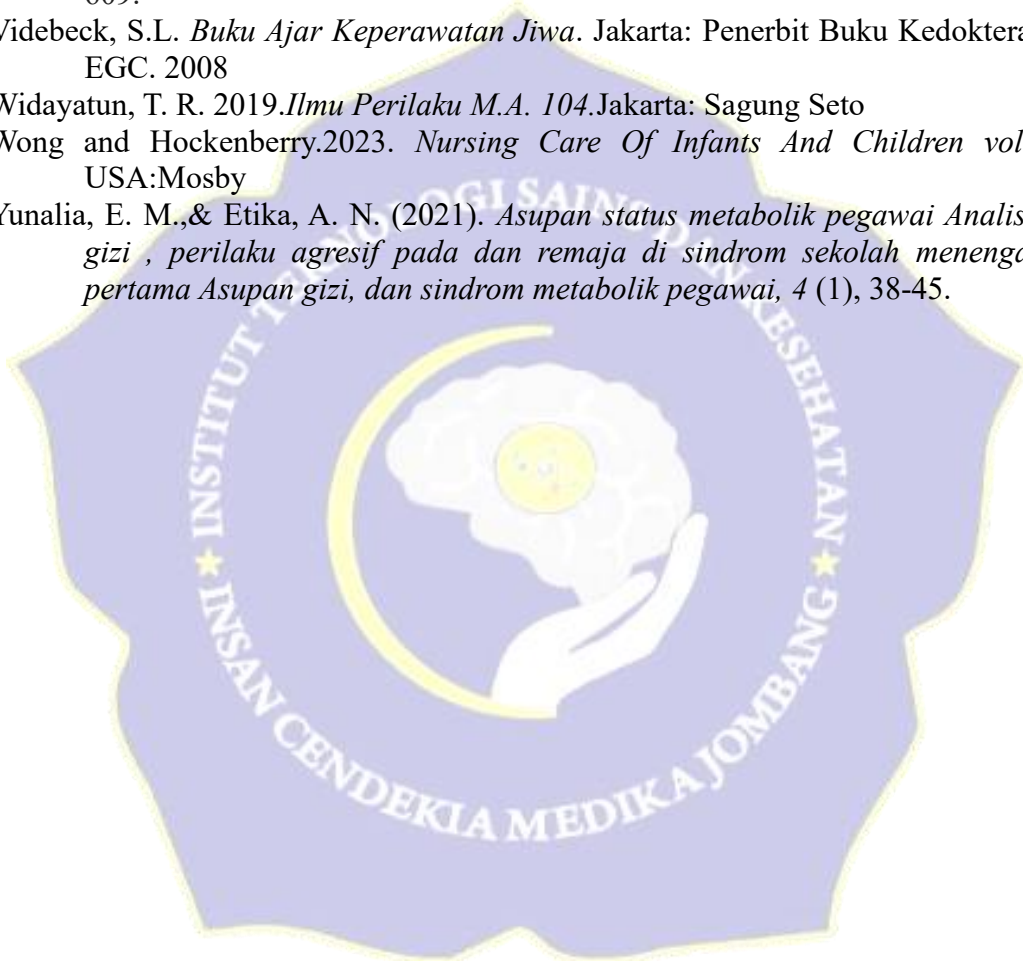 609.
Videbeck, S.L. Buku Ajar Keperawatan Jiwa. Jakarta: Penerbit Buku Kedoktera
EGC. 2008
Widayatun, T. R. 2019.Ilmu Perilaku M.A. 104.Jakarta: Sagung Seto
Wong and Hockenberry.2023. Nursing Care Of Infants And Children vol
USA:Mosby
Yunalia, E. M.,& Etika, A. N. (2021). Asupan status metabolik pegawai Analis
gizi , perilaku agresif pada dan remaja di sindrom sekolah menenga
pertama Asupan gizi, dan sindrom metabolik pegawai, 4 (1), 38-45.
INSTITUT TEKNOLOGI SAINS DAN KESEHATAN
INSAN CENDEKIA MEDIKA JOMBANG